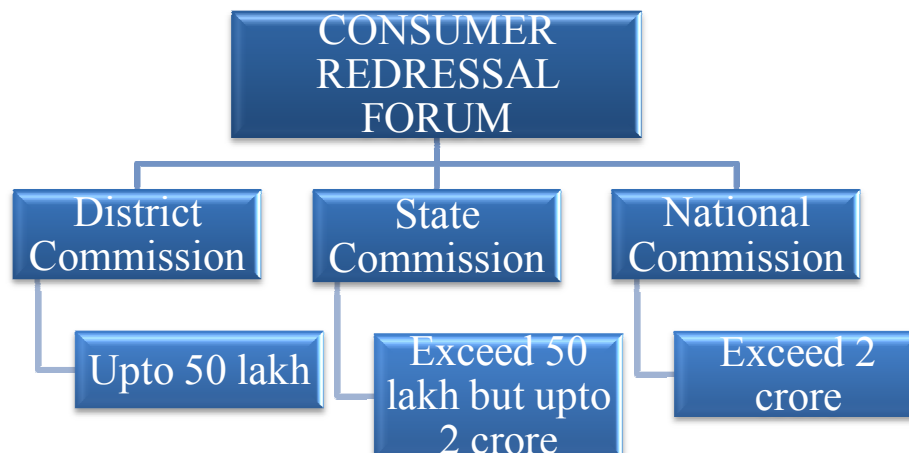 CONSUMER
REDRESSAL
FORUM
District
Commission
Upto 50 lakh
State
Commission
Exceed 50
lakh but upto
2 crore
National
Commission
Exceed 2
crore